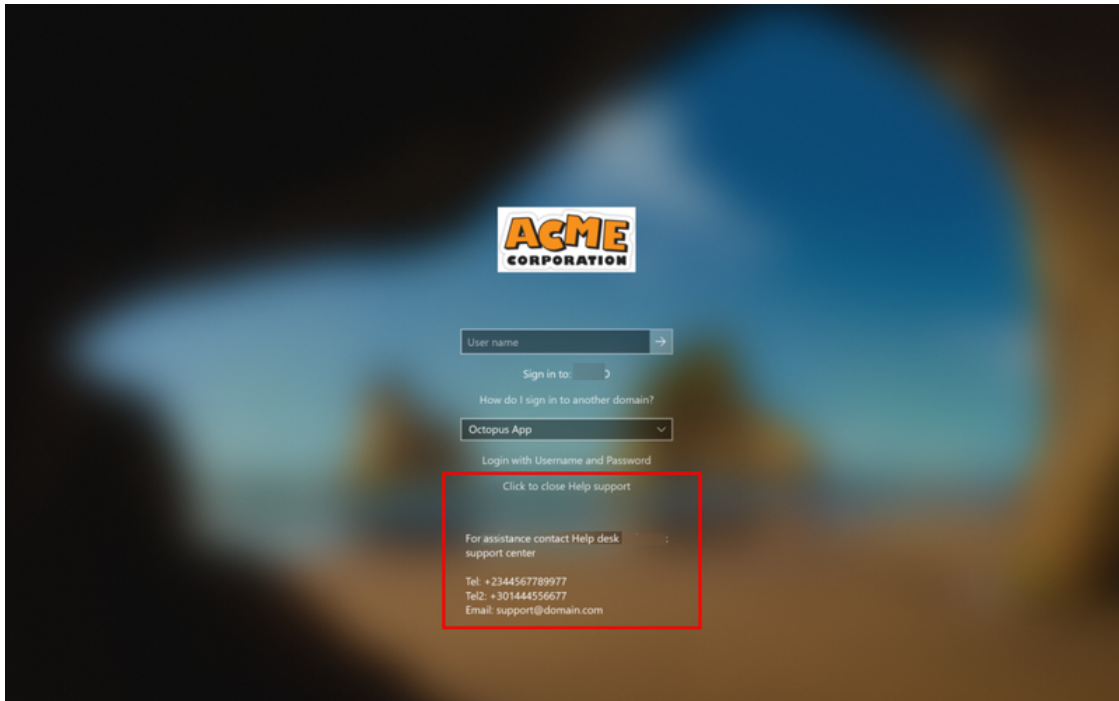 ACME
CORPORATION
User name
Sign in to:
How do I sign in to another domain?
Octopus App
Login with Username and Password
Click to close Help support
For assistance contact Help desk :
support center
Tel: +2344567789977
Tel2: +301444556677
Email: support@domain.com